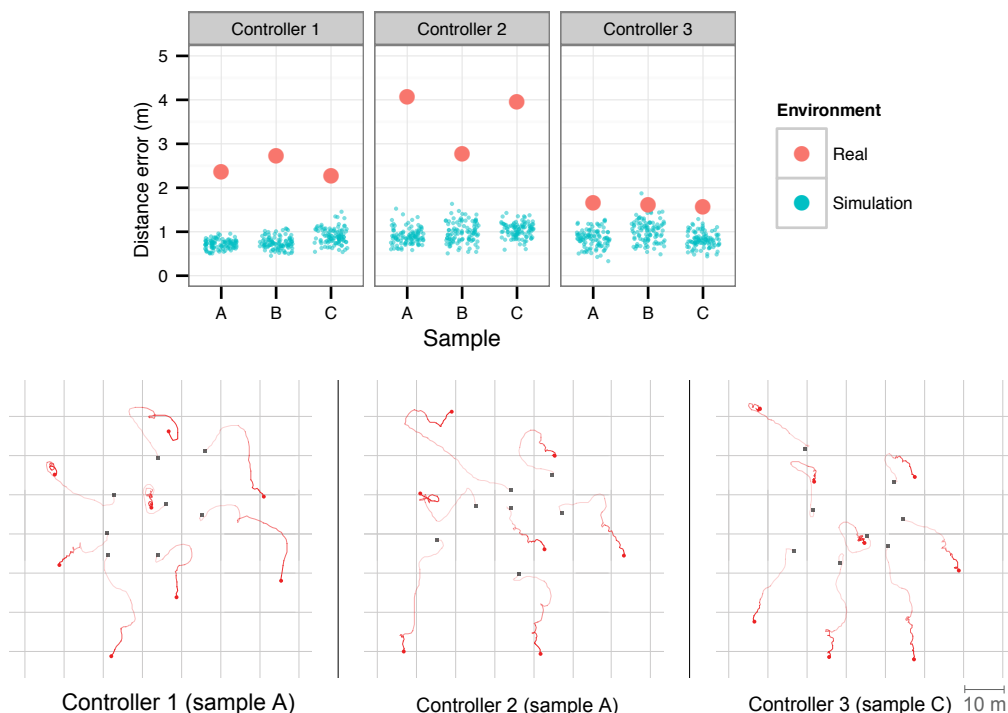 Controller 1
Controller 2
Controller 3
Distance error (m)
5
4
3
2
1
0
A
B
C
A
B
C
A
B
C
Sample
Environment
Real
Simulation
Controller 1 (sample A)
Controller 2 (sample A)
Controller 3 (sample C)
10 m